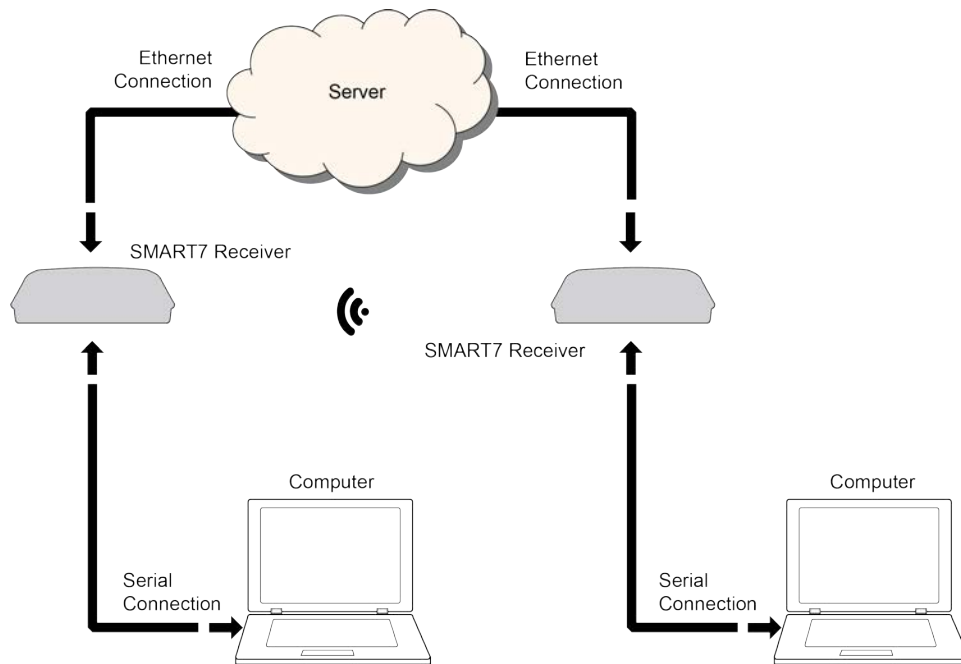 Ethernet
Connection
Server
Ethernet
Connection
SMART7 Receiver
SMART7 Receiver
Computer
Computer
Serial
Connection
Serial
Connection